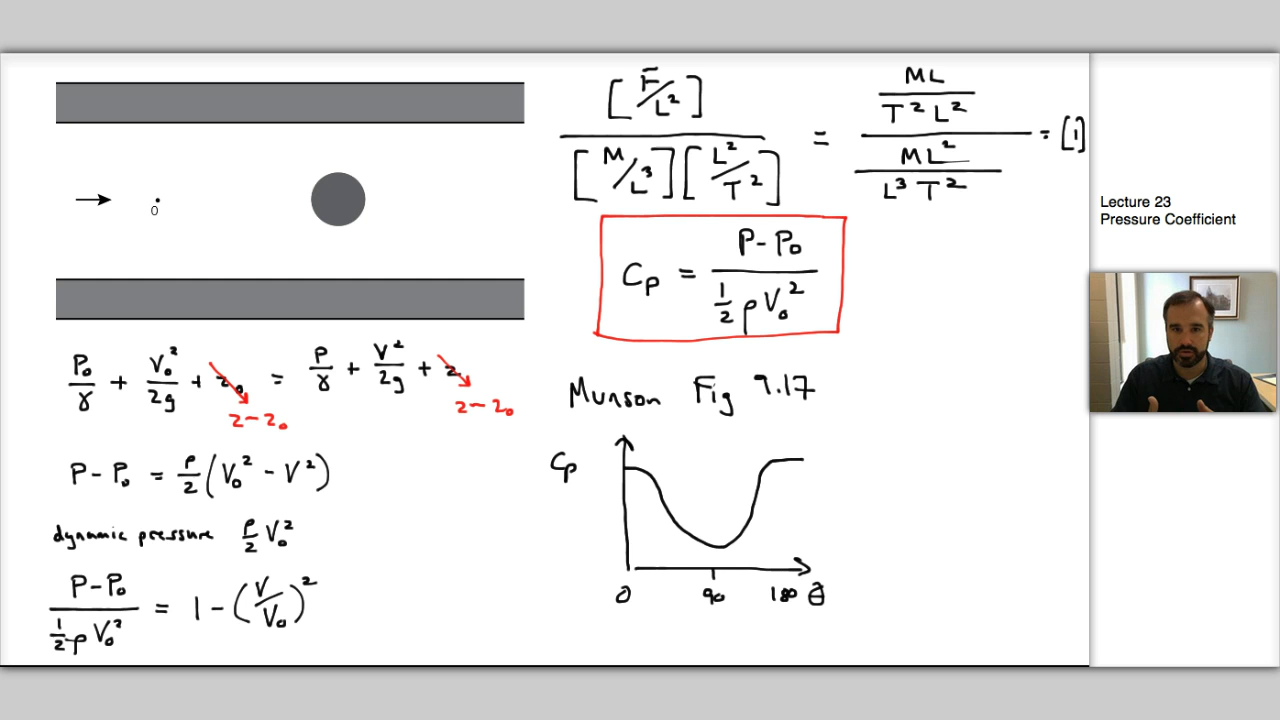 0
P₀/γ + V₀²/2g + z₀ = P/γ + V²/2g + z
z - z₀ z - z₀
P - P₀ = ρ/2 (V₀² - V²)
dynamic pressure ρ/2 V₀²
(P - P₀)/(1/2 ρV₀²) = 1 - (V/V₀)²
[F/L²] / [M/L³][L²/T²] = (ML/T²L²) / (ML²/L³T²) = [1]
Cp = (P - P₀)/(1/2 ρV₀²)
Munson Fig 9.17
Cp
0 90 180 θ
Lecture 23
Pressure Coefficient